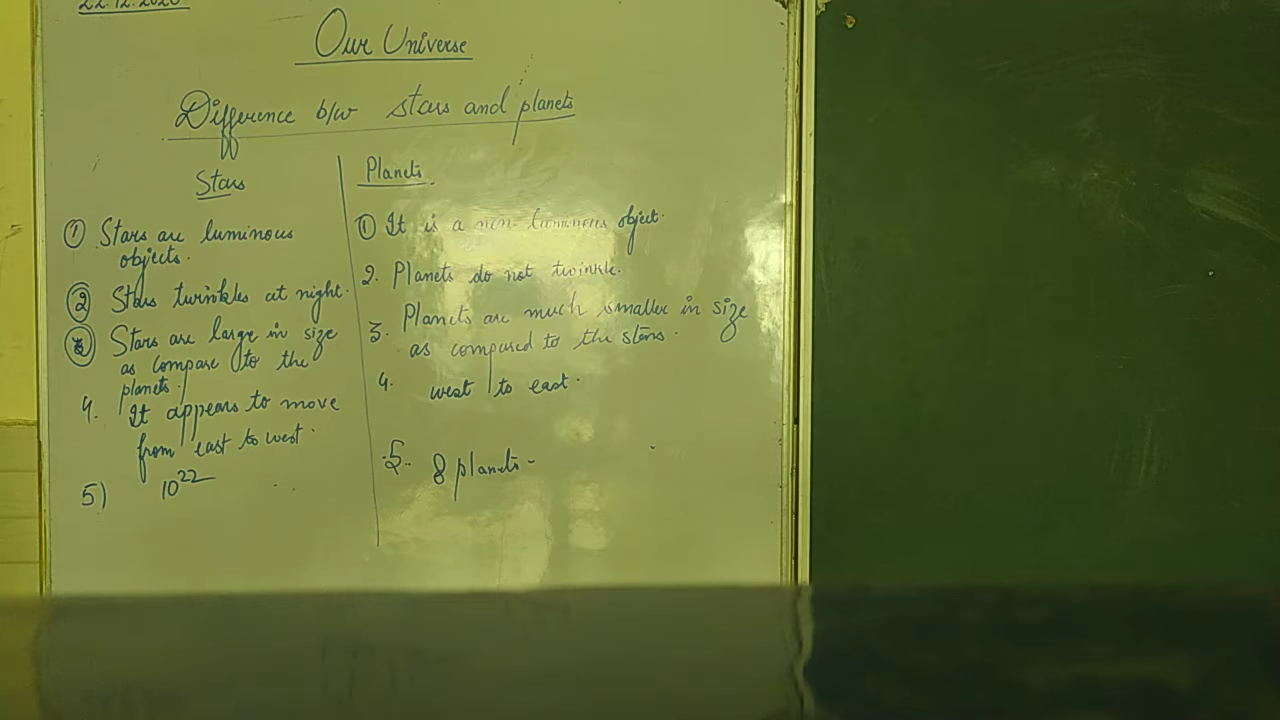 22.12.2020
Our Universe
Difference b/w stars and planets
Stars
① Stars are luminous
objects.
② Stars twinkles at night.
③ Stars are large in size
as compare to the
planets.
4. It appears to move
from east to west.
5) 10²²
Planets.
① It is a non-luminous object.
2. Planets do not twinkle.
3. Planets are much smaller in size
as compared to the stars.
4. west to east.
5. 8 planets-